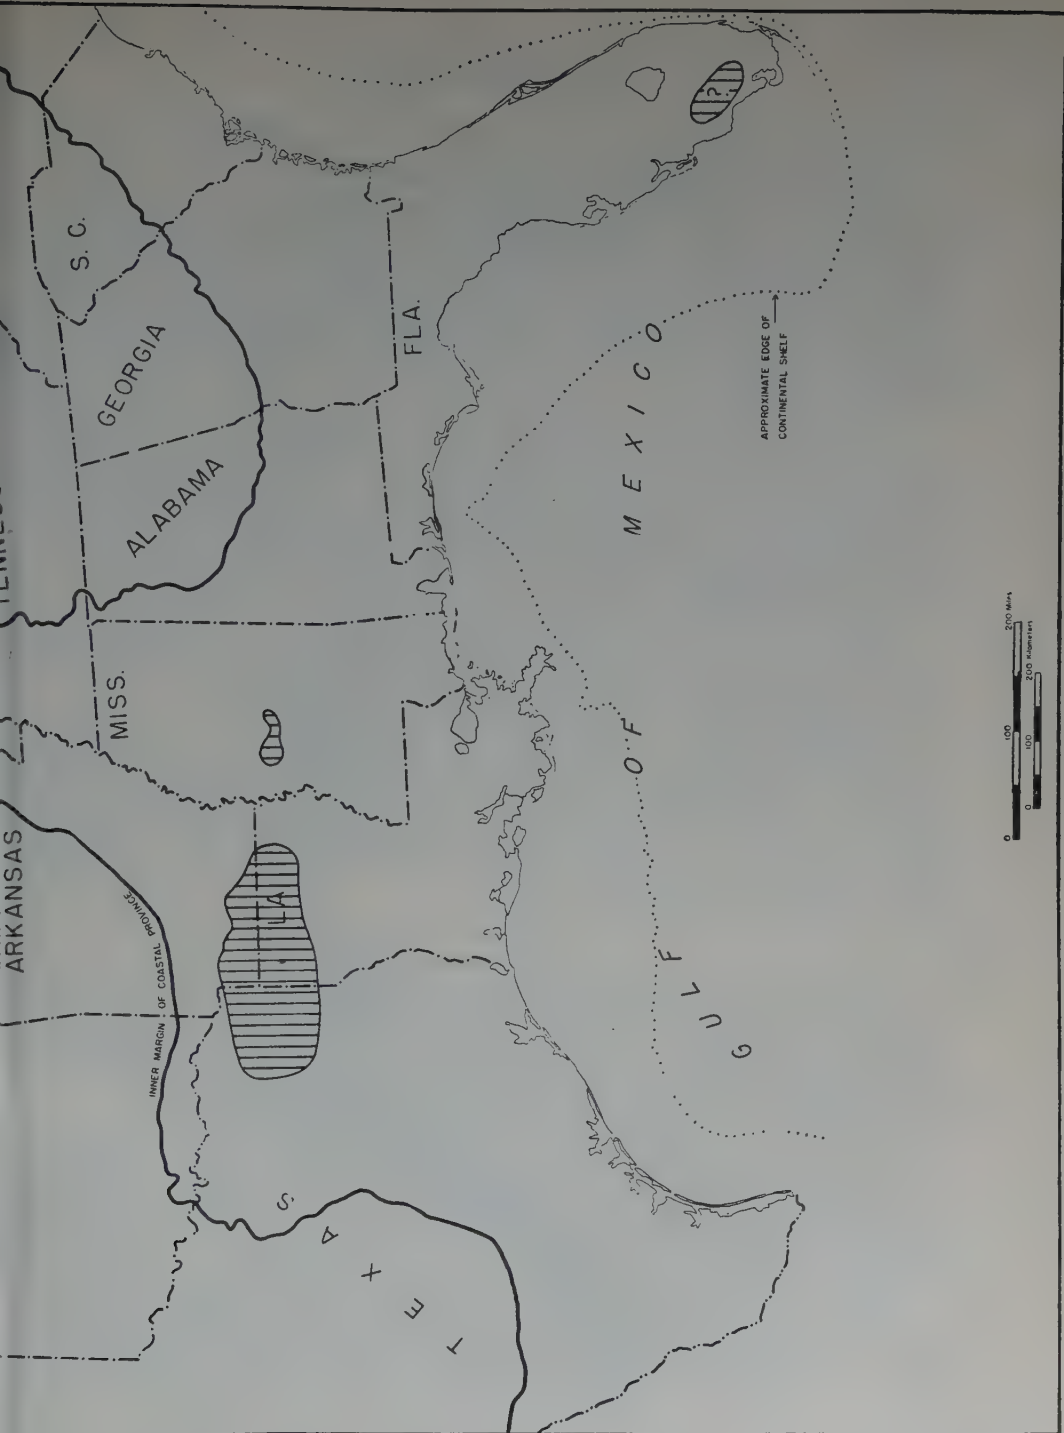 ARKANSAS
MISS.
ALABAMA
GEORGIA
S. C.
FLA.
LA.
TEXAS
INNER MARGIN OF COASTAL PROVINCE
GULF OF MEXICO
APPROXIMATE EDGE OF
CONTINENTAL SHELF
?
0 100 200 Miles
0 100 200 Kilometers